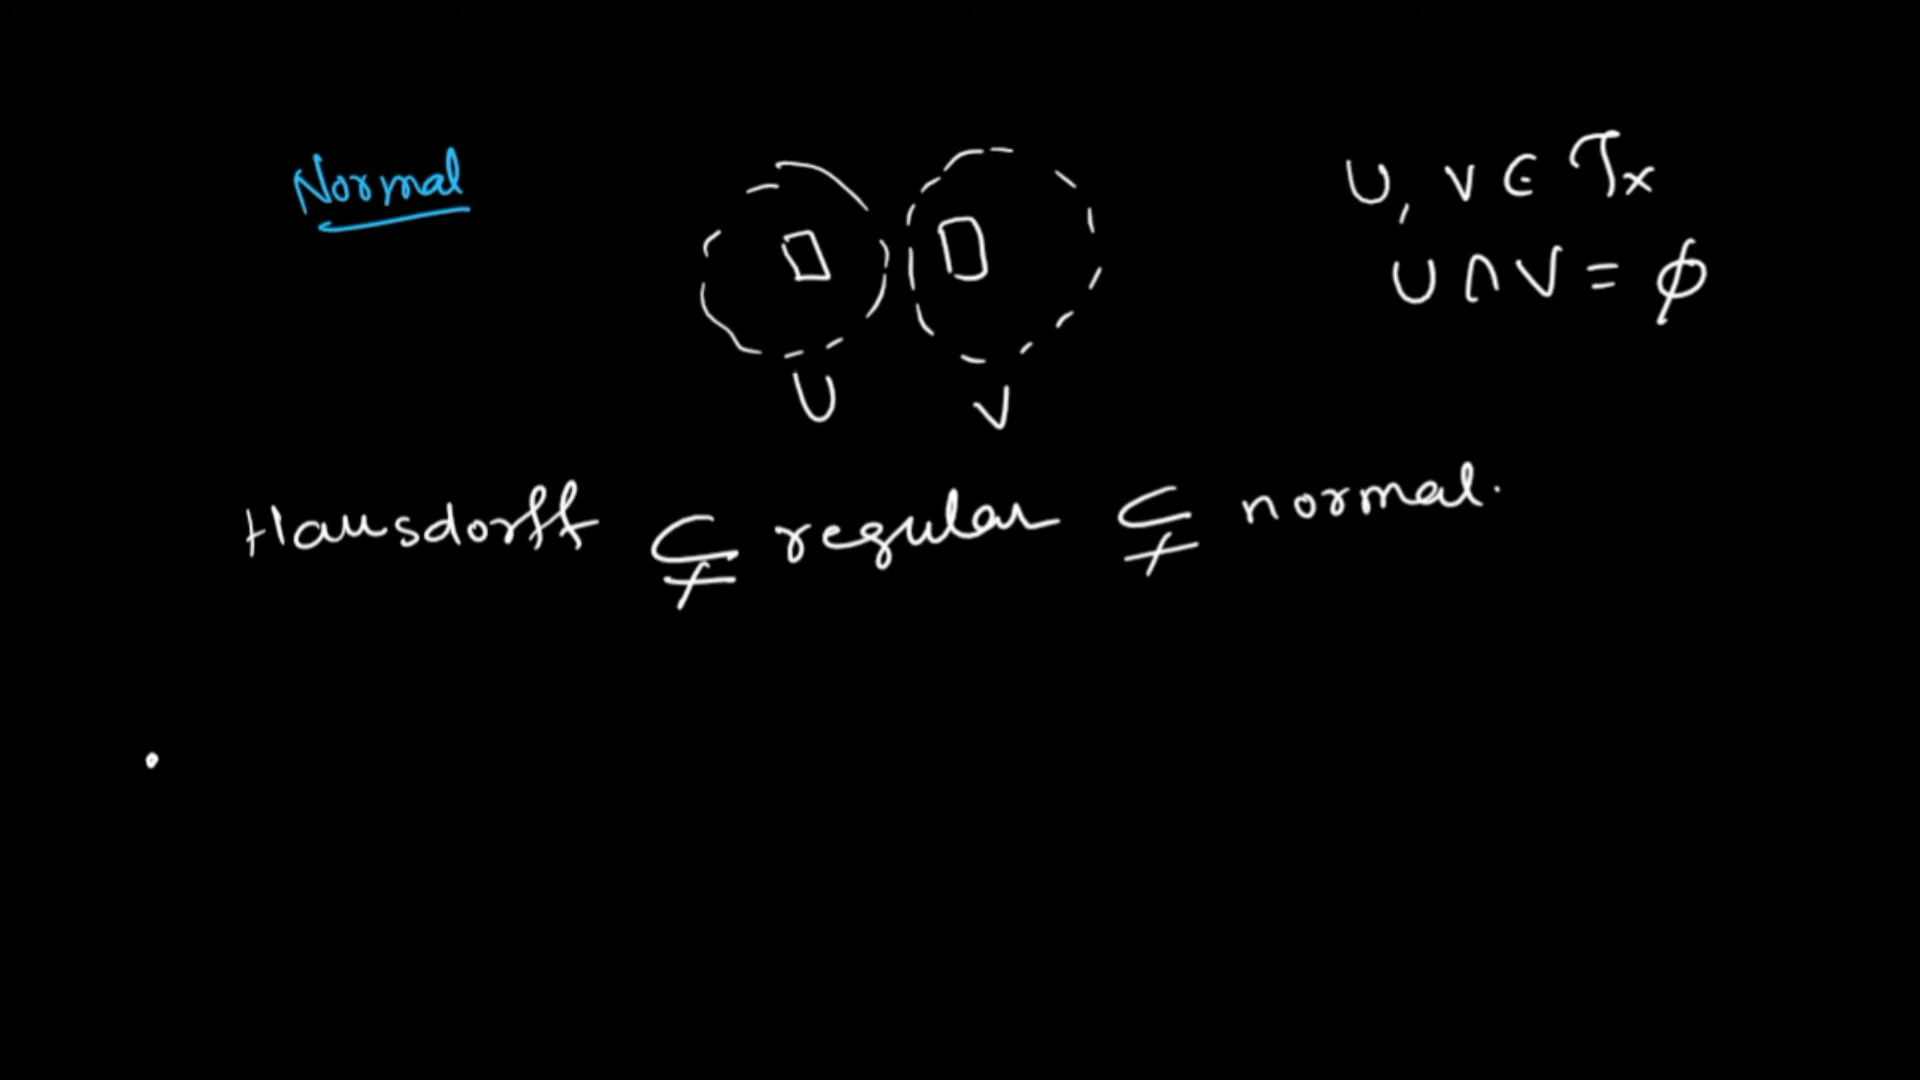 Normal
U, V ∈ 𝒯x
U ∩ V = ϕ
U V
Hausdorff ⊊ regular ⊊ normal.